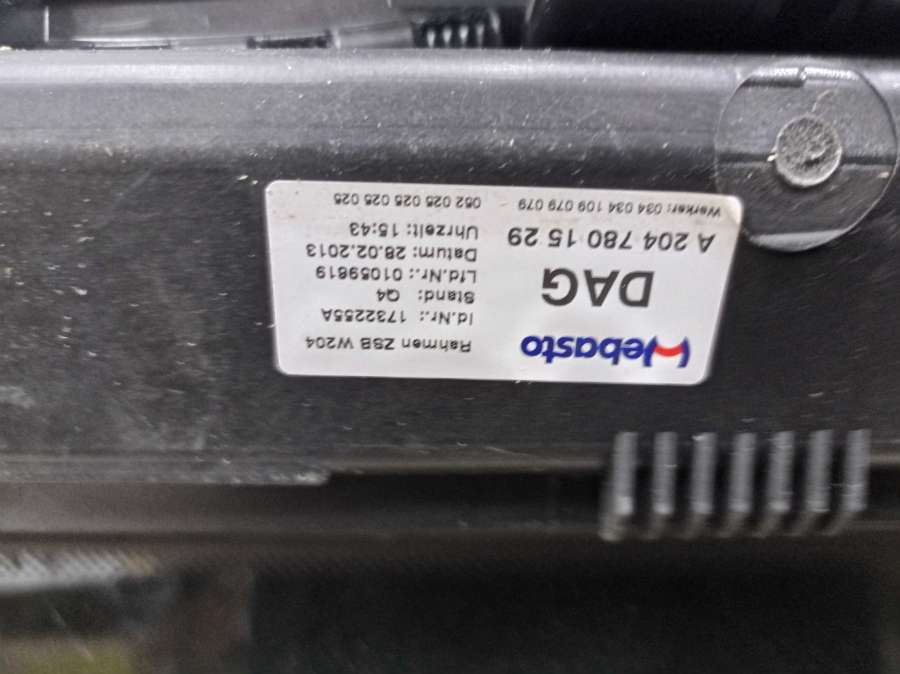 Webasto
Rahmen ZSB W204
DAG
Id.Nr.: 1732255A
Stand: Q4
Lfd.Nr.: 01059819
A 204 780 15 29
Datum: 28.02.2013
Uhrzeit: 15:43
Werker: 034 034 109 079 079 052 025 025 025 025